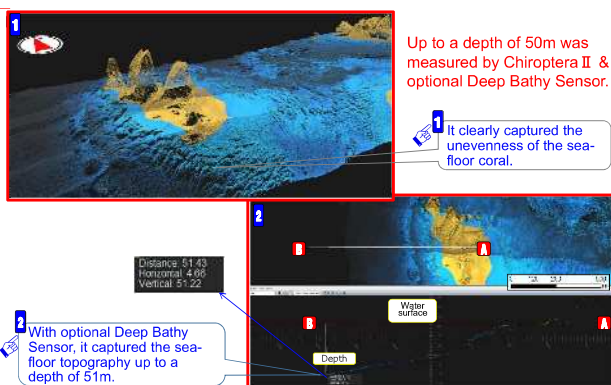 1
Up to a depth of 50m was
measured by Chiroptera Ⅱ &
optional Deep Bathy Sensor.
1
It clearly captured the
unevenness of the sea-
floor coral.
2
B
A
Distance: 51.43
Horizontal: 4.66
Vertical: 51.22
Water
surface
B
A
Depth
2
With optional Deep Bathy
Sensor, it captured the sea-
floor topography up to a
depth of 51m.